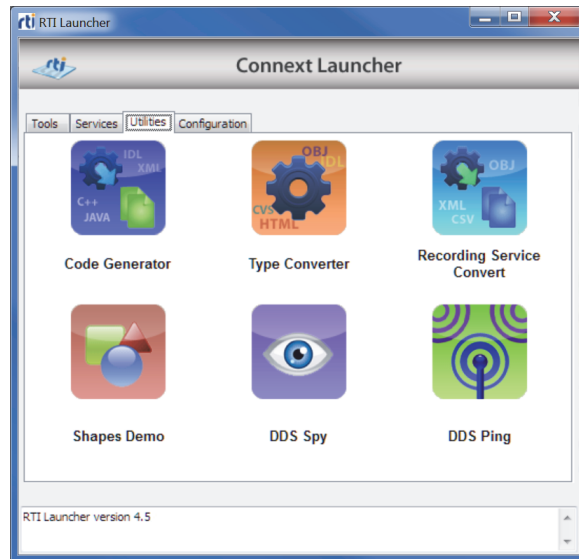 rti RTI Launcher
rti Connext Launcher
Tools Services Utilities Configuration
IDL
XML
C++
JAVA
OBJ
IDL
CVS
HTML
OBJ
XML
CSV
Code Generator
Type Converter
Recording Service
Convert
Shapes Demo
DDS Spy
DDS Ping
RTI Launcher version 4.5